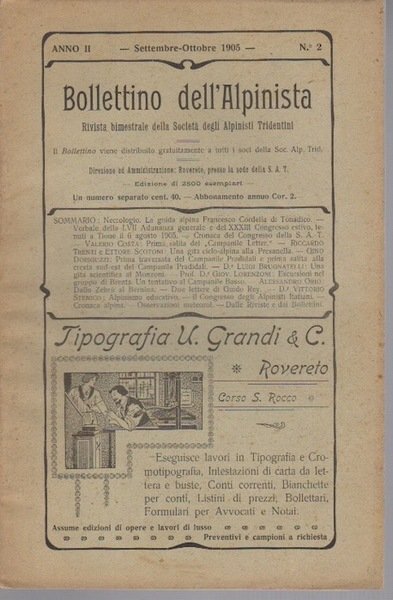 ANNO II — Settembre-Ottobre 1905 — N.º 2
Bollettino dell'Alpinista
Rivista bimestrale della Società degli Alpinisti Tridentini
Il Bollettino viene distribuito gratuitamente a tutti i soci della Soc. Alp. Trid.
Direzione ed Amministrazione: Rovereto, presso la sede della S. A. T.
— Edizione di 2500 esemplari —
Un numero separato cent. 40. — Abbonamento annuo Cor. 2.
SOMMARIO: Necrologio. La guida alpina Francesco Cordella di Tonadico. —
Verbale della LVII Adunanza generale e del XXXIII Congresso estivo, te-
nuti a Tione il 6 agosto 1905. — Cronaca del Congresso della S. A. T.
— VALERIO COSTA: Prima salita del „Campanile Letter." — RICCARDO
TRENTI e ETTORE SCOTONI: Una gita ciclo-alpina alla Presanella. — GINO
Prima traversata del Campanile Pradidali e prima salita alla
cresta sud-est del Campanile Pradidali. — D.r LUIGI BRUGNATELLI: Una
gita scientifica al Monzoni. — Prof. D.r GIOV. LORENZONI: Escursioni nel
gruppo di Brenta. Un tentativo al Campanile Basso. — ALESSANDRO
Dallo Zebrù al Bernina. — Due lettere di Guido Rey. — D.r VITTORIO
STENICO: Alpinismo educativo. — Il Congresso degli Alpinisti Italiani. —
Cronaca alpina. — Osservazioni meteorol. — Dalle Riviste e dai Bollettini.
Tipografia U. Grandi & C.
Rovereto
Corso S. Rocco
Eseguisce lavori in Tipografia e Cro-
motipografia, Intestazioni di carta da let-
tera e buste, Conti correnti, Bianchette
per conti, Listini di prezzi, Bollettari,
Formulari per Avvocati e Notai.
Assume edizioni di opere e lavori di lusso
Preventivi e campioni a richiesta